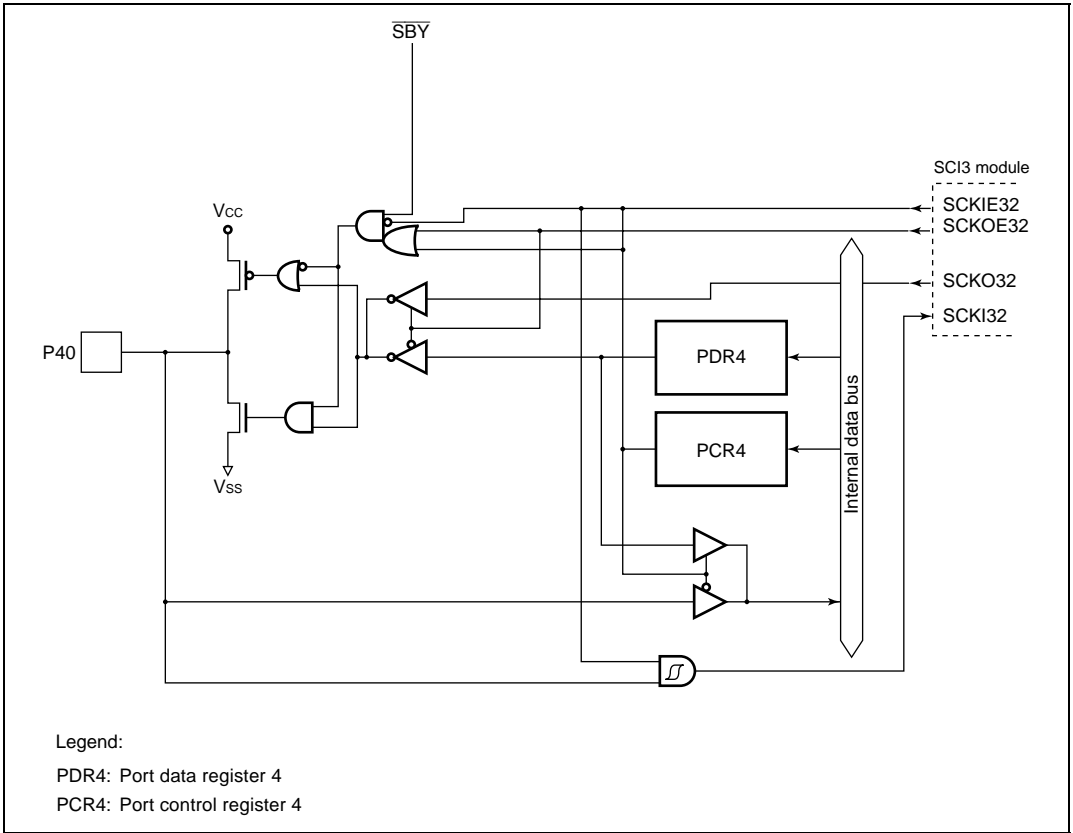 SBY
SCI3 module
SCKIE32
SCKOE32
SCKO32
SCKI32
VCC
P40
VSS
PDR4
PCR4
Internal data bus
Legend:
PDR4: Port data register 4
PCR4: Port control register 4